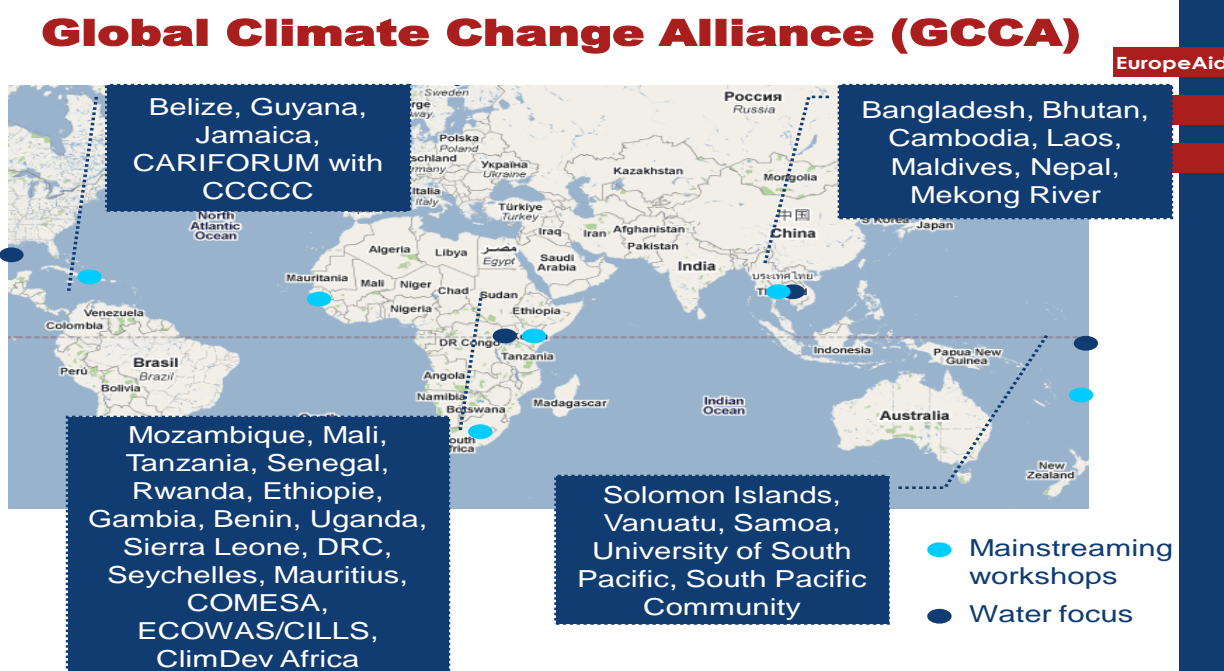 Global Climate Change Alliance (GCCA)
EuropeAid
Belize, Guyana,
Jamaica,
CARIFORUM with
CCCCC
Bangladesh, Bhutan,
Cambodia, Laos,
Maldives, Nepal,
Mekong River
Sweden
Polska
Poland
Україна
Ukraine
Italia
Italy
Türkiye
Turkey
Россия
Russia
Kazakhstan
Mongolia
中国
China
Japan
North
Atlantic
Ocean
Algeria
Libya
مصر
Egypt
Iraq
Iran
Afghanistan
Pakistan
Saudi
Arabia
India
Mauritania
Mali
Niger
Chad
Sudan
Nigeria
Ethiopia
Venezuela
Colombia
DR Congo
Tanzania
Indonesia
Papua New
Guinea
Perú
Brasil
Brazil
Bolivia
Angola
Namibia
Botswana
Madagascar
Indian
Ocean
Australia
New
Zealand
Mozambique, Mali,
Tanzania, Senegal,
Rwanda, Ethiopie,
Gambia, Benin, Uganda,
Sierra Leone, DRC,
Seychelles, Mauritius,
COMESA,
ECOWAS/CILLS,
ClimDev Africa
Solomon Islands,
Vanuatu, Samoa,
University of South
Pacific, South Pacific
Community
Mainstreaming
workshops
Water focus